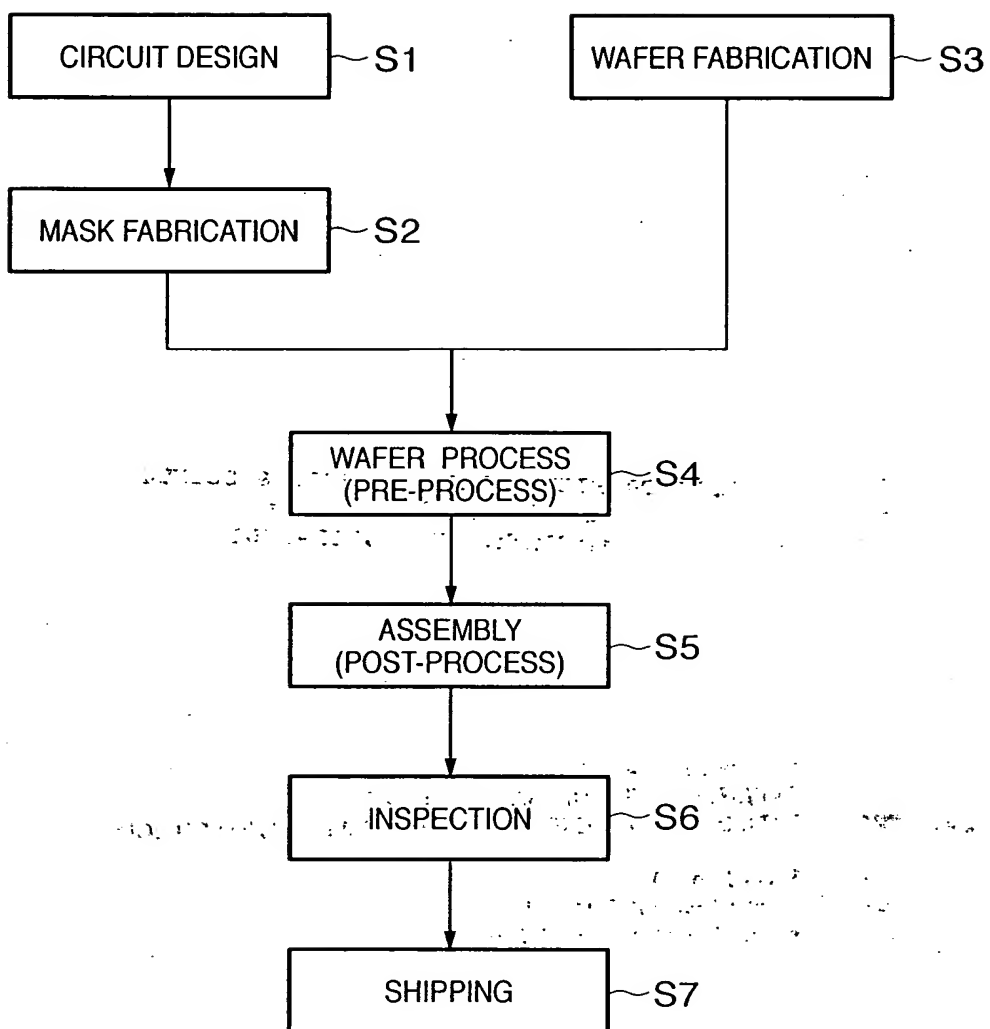 CIRCUIT DESIGN
S1
WAFER FABRICATION
S3
MASK FABRICATION
S2
WAFER PROCESS
(PRE-PROCESS)
S4
ASSEMBLY
(POST-PROCESS)
S5
INSPECTION
S6
SHIPPING
S7